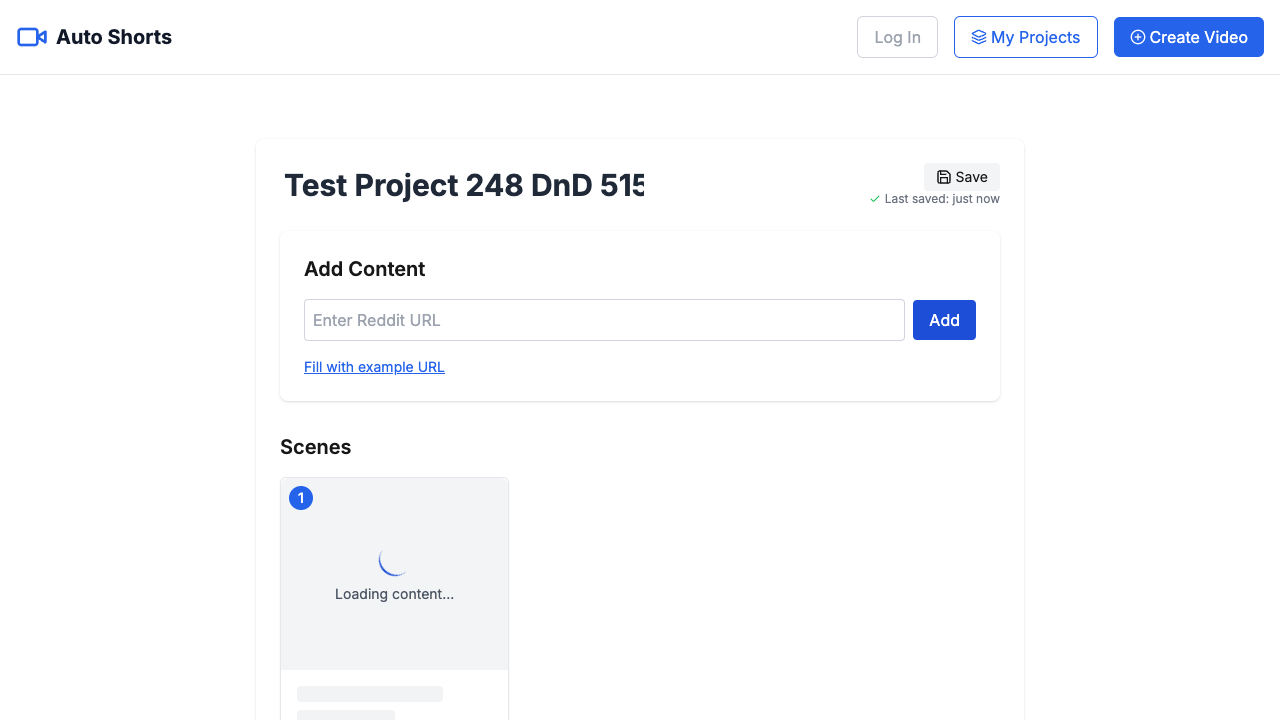 Auto Shorts
Log In
My Projects
Create Video
Test Project 248 DnD 515
Save
Last saved: just now
Add Content
Enter Reddit URL
Add
Fill with example URL
Scenes
1
Loading content...